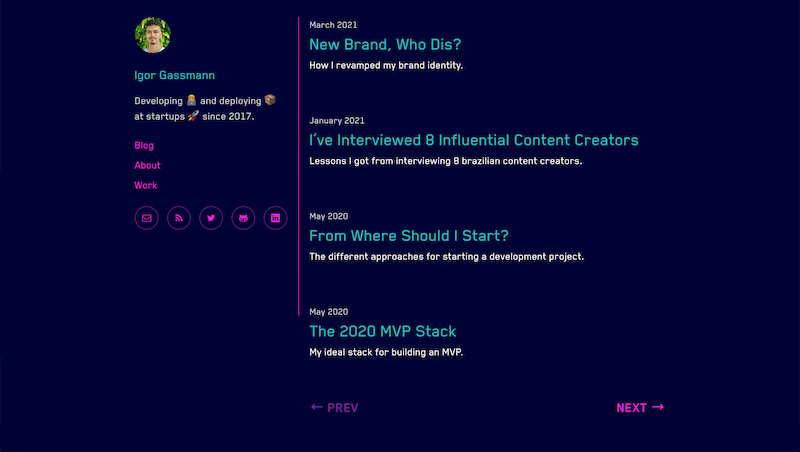 Igor Gassmann
Developing 👨‍💻 and deploying 📦
at startups 🚀 since 2017.
Blog
About
Work
March 2021
New Brand, Who Dis?
How I revamped my brand identity.
January 2021
I´ve Interviewed 8 Influential Content Creators
Lessons I got from interviewing 8 brazilian content creators.
May 2020
From Where Should I Start?
The different approaches for starting a development project.
May 2020
The 2020 MVP Stack
My ideal stack for building an MVP.
← PREV
NEXT →